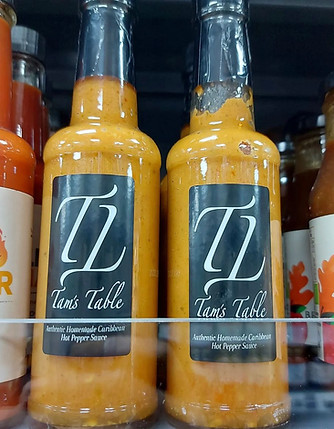 TL
Tam's Table
Authentic Homemade Caribbean
Hot Pepper Sauce
TL
Tam's Table
Authentic Homemade Caribbean
Hot Pepper Sauce
R